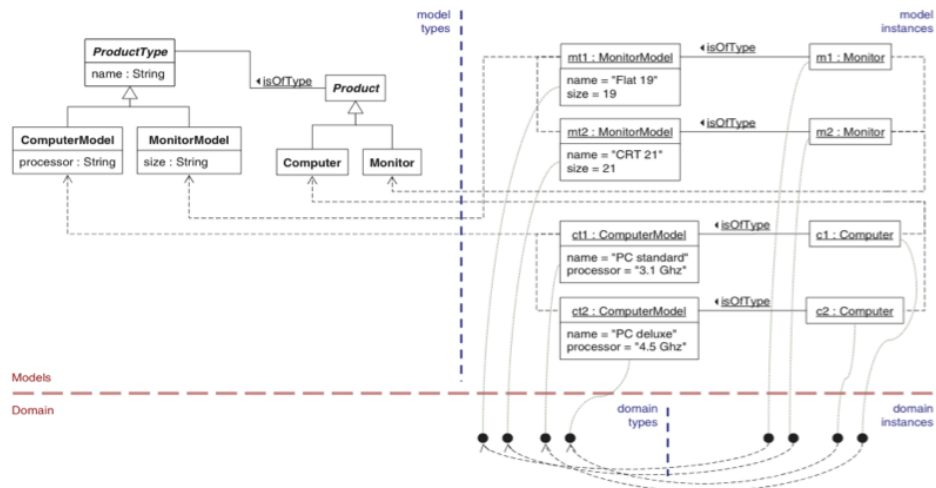 model
types
model
instances
ProductType
name : String
◂isOfType
Product
ComputerModel
processor : String
MonitorModel
size : String
Computer
Monitor
mt1 : MonitorModel
name = "Flat 19"
size = 19
◂isOfType
m1 : Monitor
mt2 : MonitorModel
name = "CRT 21"
size = 21
◂isOfType
m2 : Monitor
ct1 : ComputerModel
name = "PC standard"
processor = "3.1 Ghz"
◂isOfType
c1 : Computer
ct2 : ComputerModel
name = "PC deluxe"
processor = "4.5 Ghz"
◂isOfType
c2 : Computer
Models
Domain
domain
types
domain
instances